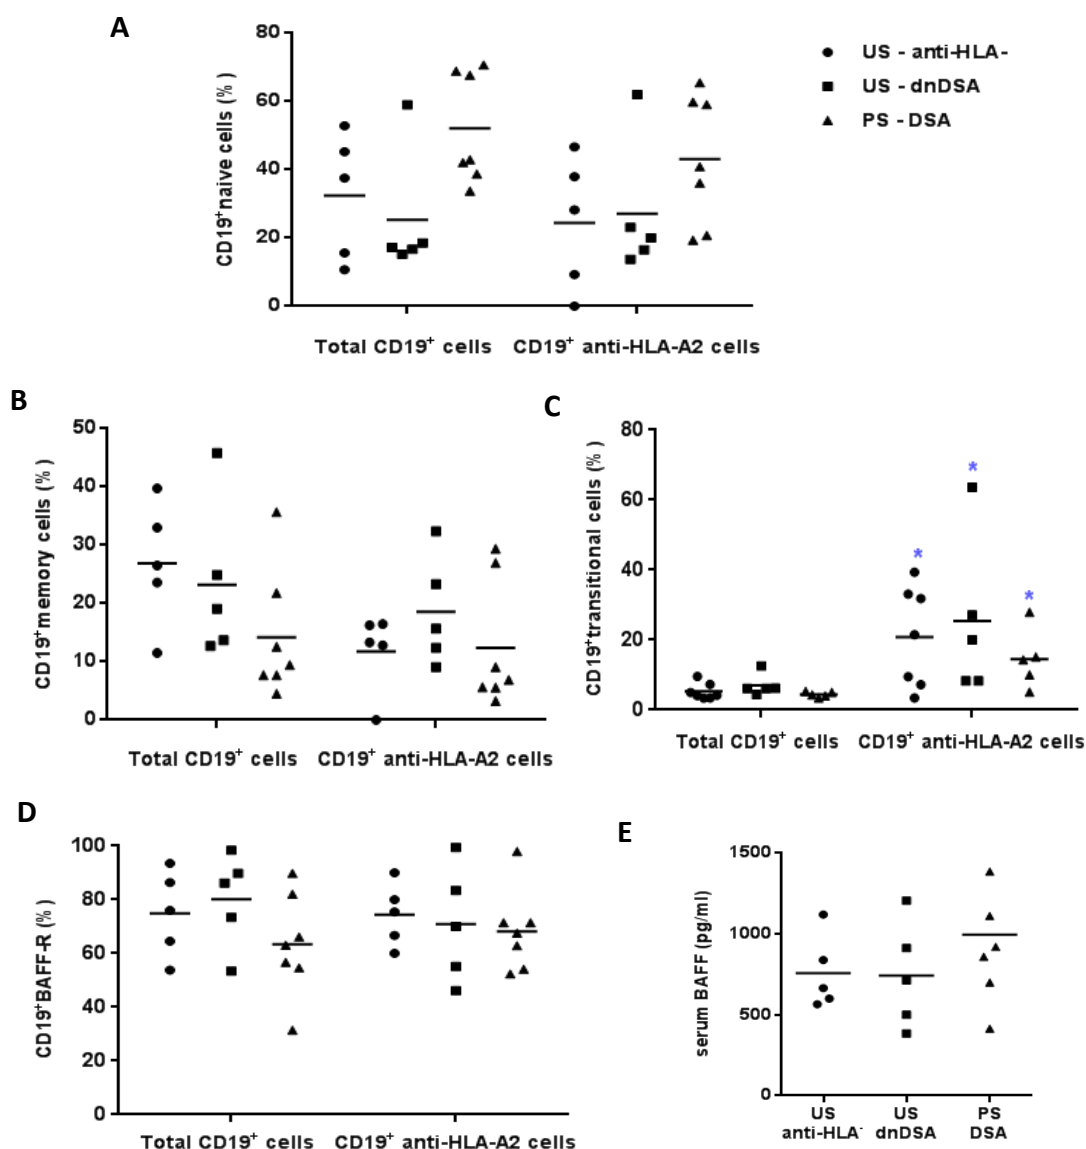 A
80
60
40
20
0
CD19⁺naive cells (%)
Total CD19⁺ cells
CD19⁺ anti-HLA-A2 cells
US - anti-HLA-
US - dnDSA
PS - DSA
B
50
40
30
20
10
0
CD19⁺memory cells (%)
Total CD19⁺ cells
CD19⁺ anti-HLA-A2 cells
C
80
60
40
20
0
CD19⁺transitional cells (%)
*
*
*
Total CD19⁺ cells
CD19⁺ anti-HLA-A2 cells
D
100
80
60
40
20
0
CD19⁺BAFF-R (%)
Total CD19⁺ cells
CD19⁺ anti-HLA-A2 cells
E
1500
1000
500
0
serum BAFF (pg/ml)
US
anti-HLA⁻
US
dnDSA
PS
DSA